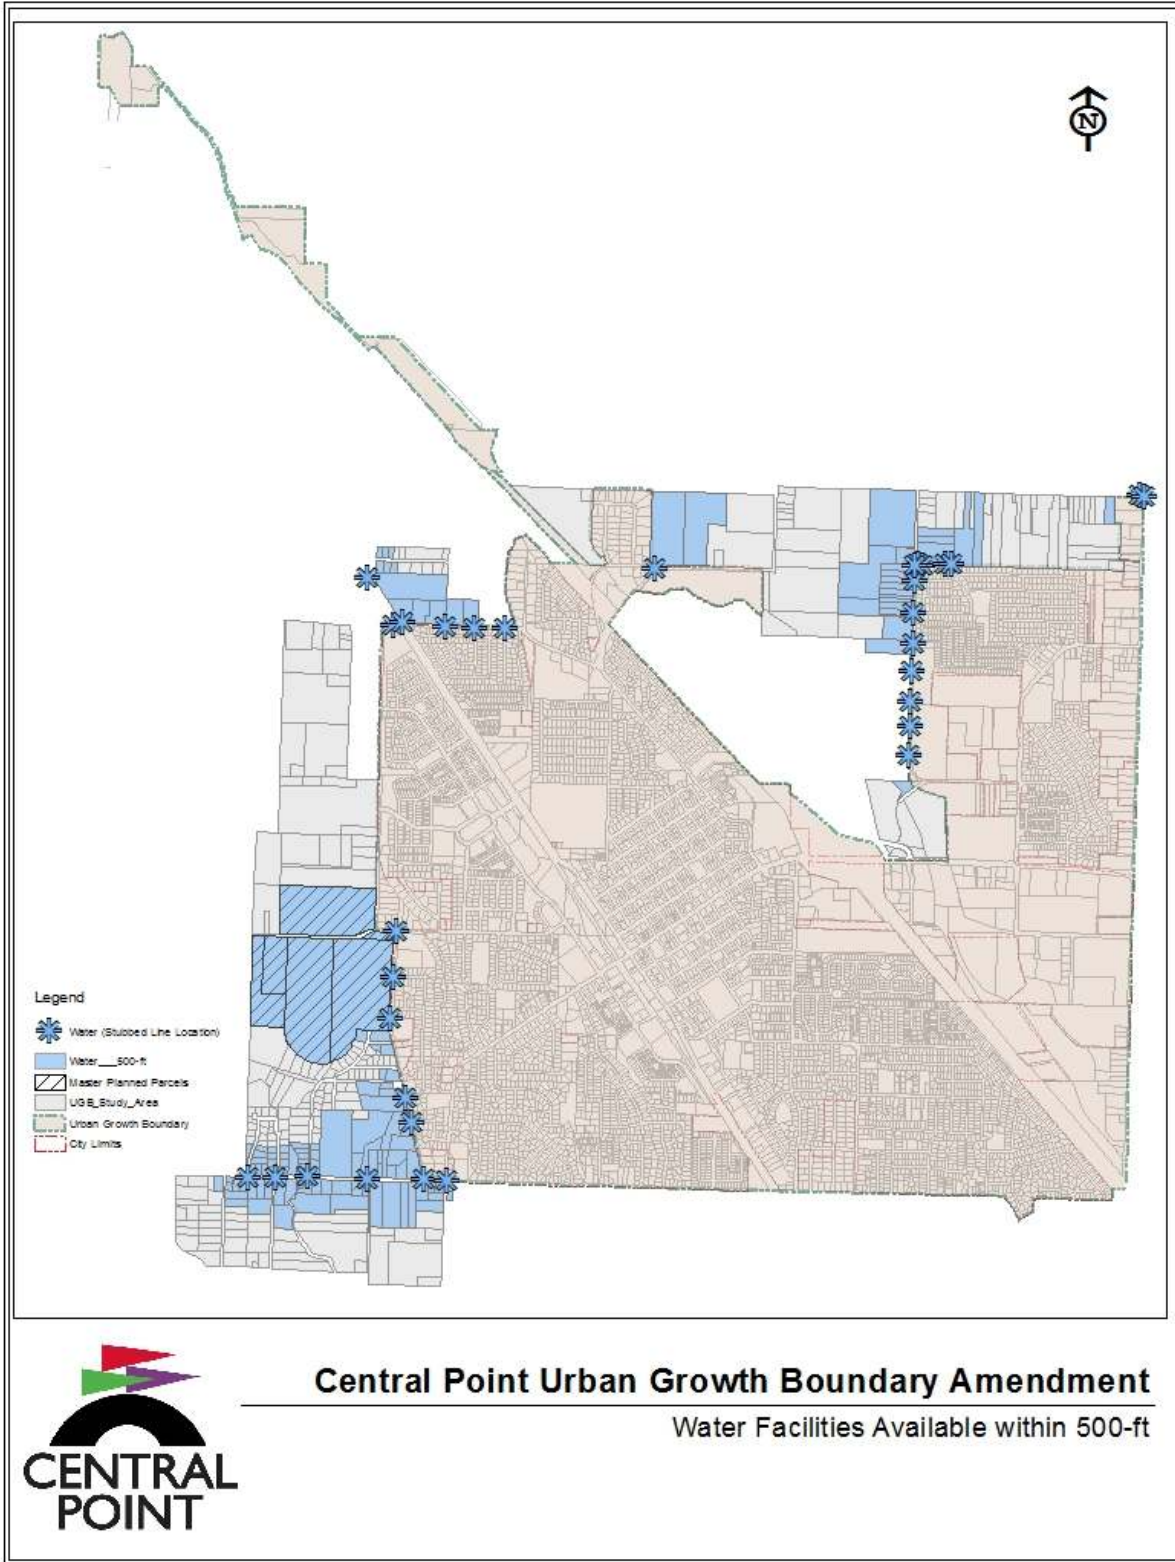 N
Legend
Water (Stubbed Line Location)
Water___500-ft
Master Planned Parcels
UGB_Study_Area
Urban Growth Boundary
City Limits
Central Point Urban Growth Boundary Amendment
Water Facilities Available within 500-ft
CENTRAL
POINT